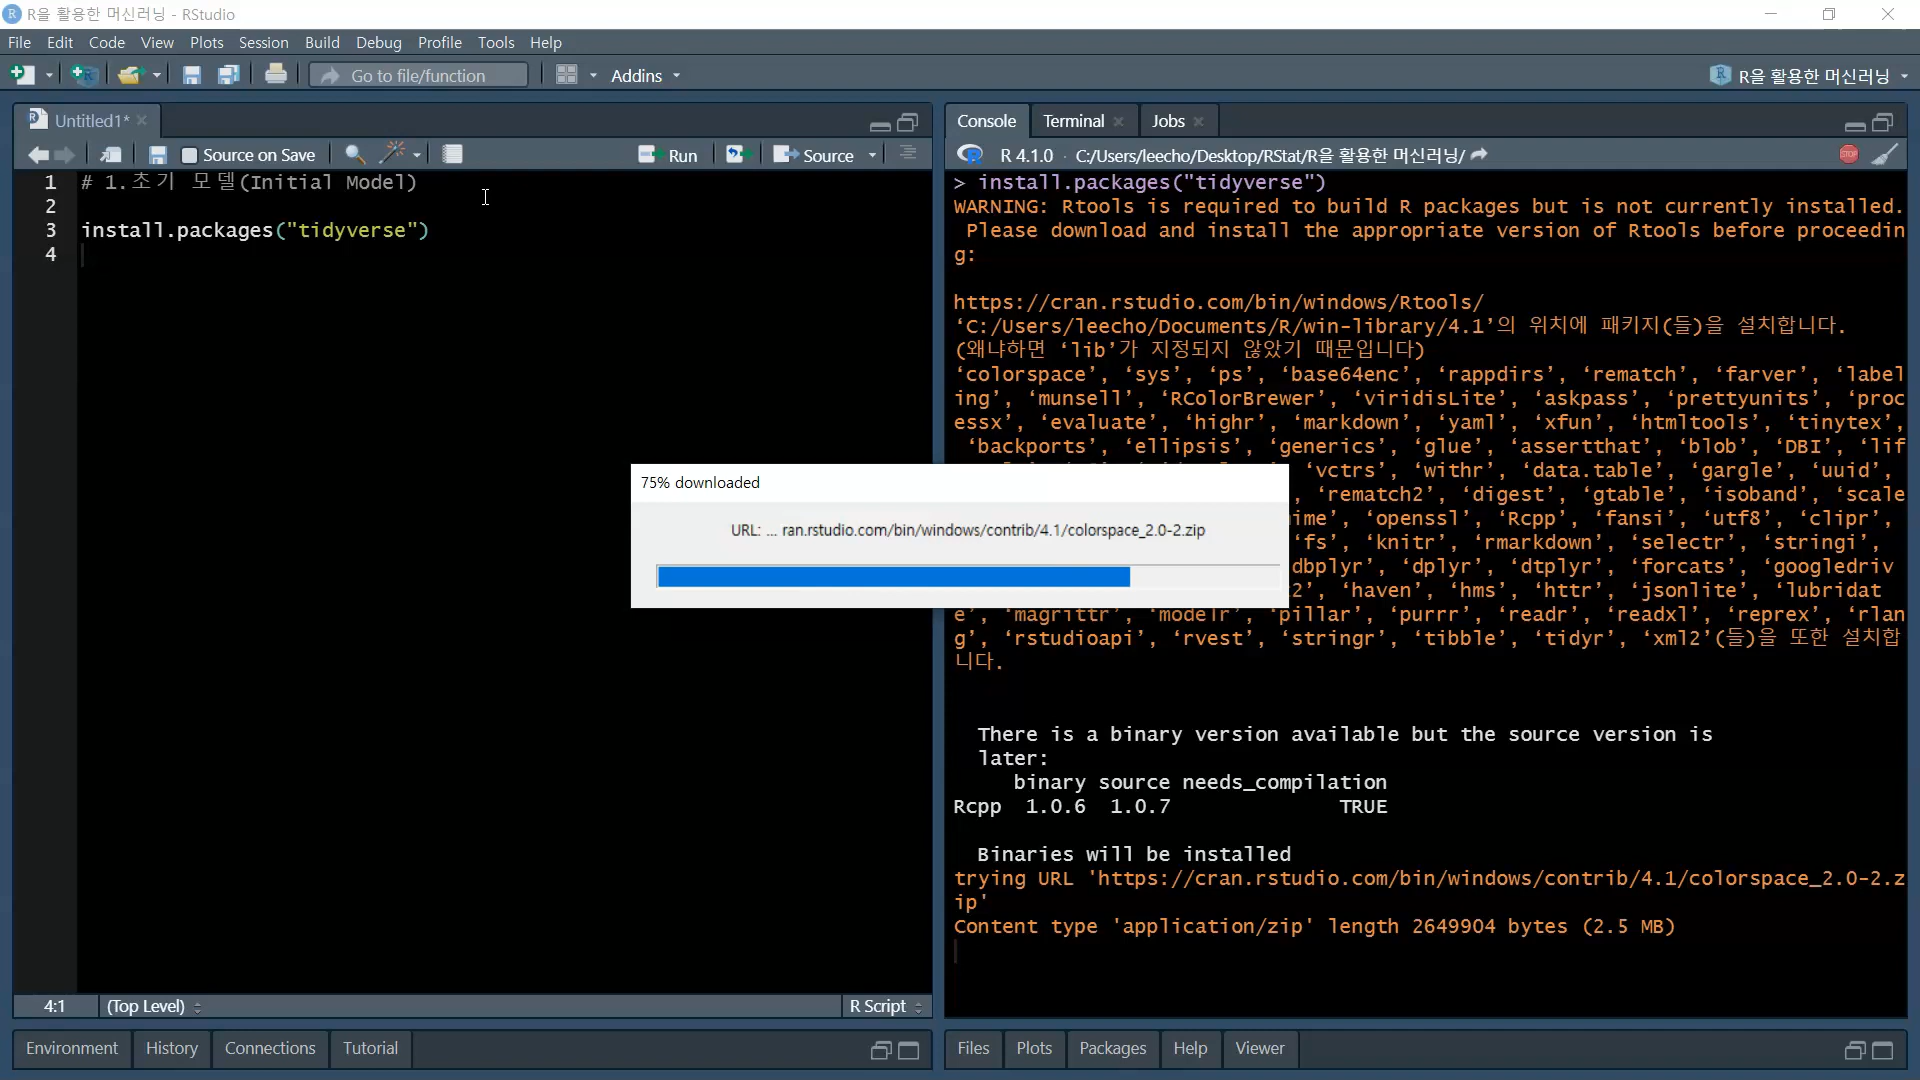 R을 활용한 머신러닝 - RStudio
File Edit Code View Plots Session Build Debug Profile Tools Help
Go to file/function Addins R을 활용한 머신러닝
Untitled1*
Source on Save Run Source
1 # 1.초기 모델(Initial Model)
2
3 install.packages("tidyverse")
4
4:1 (Top Level) R Script
Environment History Connections Tutorial
Console Terminal Jobs
R 4.1.0 · C:/Users/leecho/Desktop/RStat/R을 활용한 머신러닝/
> install.packages("tidyverse")
WARNING: Rtools is required to build R packages but is not currently installed.
Please download and install the appropriate version of Rtools before proceedin
g:
https://cran.rstudio.com/bin/windows/Rtools/
‘C:/Users/leecho/Documents/R/win-library/4.1’의 위치에 패키지(들)을 설치합니다.
(왜냐하면 ‘lib’가 지정되지 않았기 때문입니다)
‘colorspace’, ‘sys’, ‘ps’, ‘base64enc’, ‘rappdirs’, ‘rematch’, ‘farver’, ‘label
ing’, ‘munsell’, ‘RColorBrewer’, ‘viridisLite’, ‘askpass’, ‘prettyunits’, ‘proc
essx’, ‘evaluate’, ‘highr’, ‘markdown’, ‘yaml’, ‘xfun’, ‘htmltools’, ‘tinytex’,
‘backports’, ‘ellipsis’, ‘generics’, ‘glue’, ‘assertthat’, ‘blob’, ‘DBI’, ‘lif
‘vctrs’, ‘withr’, ‘data.table’, ‘gargle’, ‘uuid’,
, ‘rematch2’, ‘digest’, ‘gtable’, ‘isoband’, ‘scale
ime’, ‘openssl’, ‘Rcpp’, ‘fansi’, ‘utf8’, ‘clipr’,
‘fs’, ‘knitr’, ‘rmarkdown’, ‘selectr’, ‘stringi’,
dbplyr’, ‘dplyr’, ‘dtplyr’, ‘forcats’, ‘googledriv
2’, ‘haven’, ‘hms’, ‘httr’, ‘jsonlite’, ‘lubridat
e’, ‘magrittr’, ‘modelr’, ‘pillar’, ‘purrr’, ‘readr’, ‘readxl’, ‘reprex’, ‘rlan
g’, ‘rstudioapi’, ‘rvest’, ‘stringr’, ‘tibble’, ‘tidyr’, ‘xml2’(들)을 또한 설치합
니다.
There is a binary version available but the source version is
later:
binary source needs_compilation
Rcpp 1.0.6 1.0.7 TRUE
Binaries will be installed
trying URL 'https://cran.rstudio.com/bin/windows/contrib/4.1/colorspace_2.0-2.z
ip'
Content type 'application/zip' length 2649904 bytes (2.5 MB)
75% downloaded
URL: ... ran.rstudio.com/bin/windows/contrib/4.1/colorspace_2.0-2.zip
Files Plots Packages Help Viewer